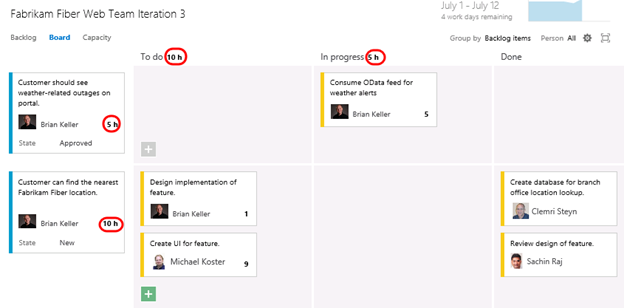 Fabrikam Fiber Web Team Iteration 3
July 1 - July 12
4 work days remaining
Backlog Board Capacity
Group by Backlog items Person All
To do 10 h In progress 5 h Done
Customer should see
weather-related outages on
portal.
Brian Keller 5 h
State Approved
Consume OData feed for
weather alerts
Brian Keller 5
Customer can find the nearest
Fabrikam Fiber location.
Brian Keller 10 h
State New
Design implementation of
feature.
Brian Keller 1
Create UI for feature.
Michael Koster 9
Create database for branch
office location lookup.
Clemri Steyn
Review design of feature.
Sachin Raj